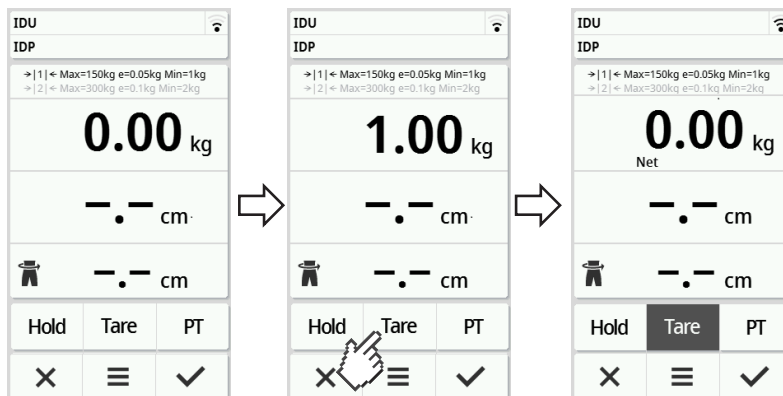 IDU
IDP
→|1|← Max=150kg e=0.05kg Min=1kg
→|2|← Max=300kg e=0.1kg Min=2kg
0.00 kg
--.-- cm
--.-- cm
Hold Tare PT
IDU
IDP
→|1|← Max=150kg e=0.05kg Min=1kg
→|2|← Max=300kg e=0.1kg Min=2kg
1.00 kg
--.-- cm
--.-- cm
Hold Tare PT
IDU
IDP
→|1|← Max=150kg e=0.05kg Min=1kg
→|2|← Max=300kg e=0.1kg Min=2kg
0.00 kg
Net
--.-- cm
--.-- cm
Hold Tare PT